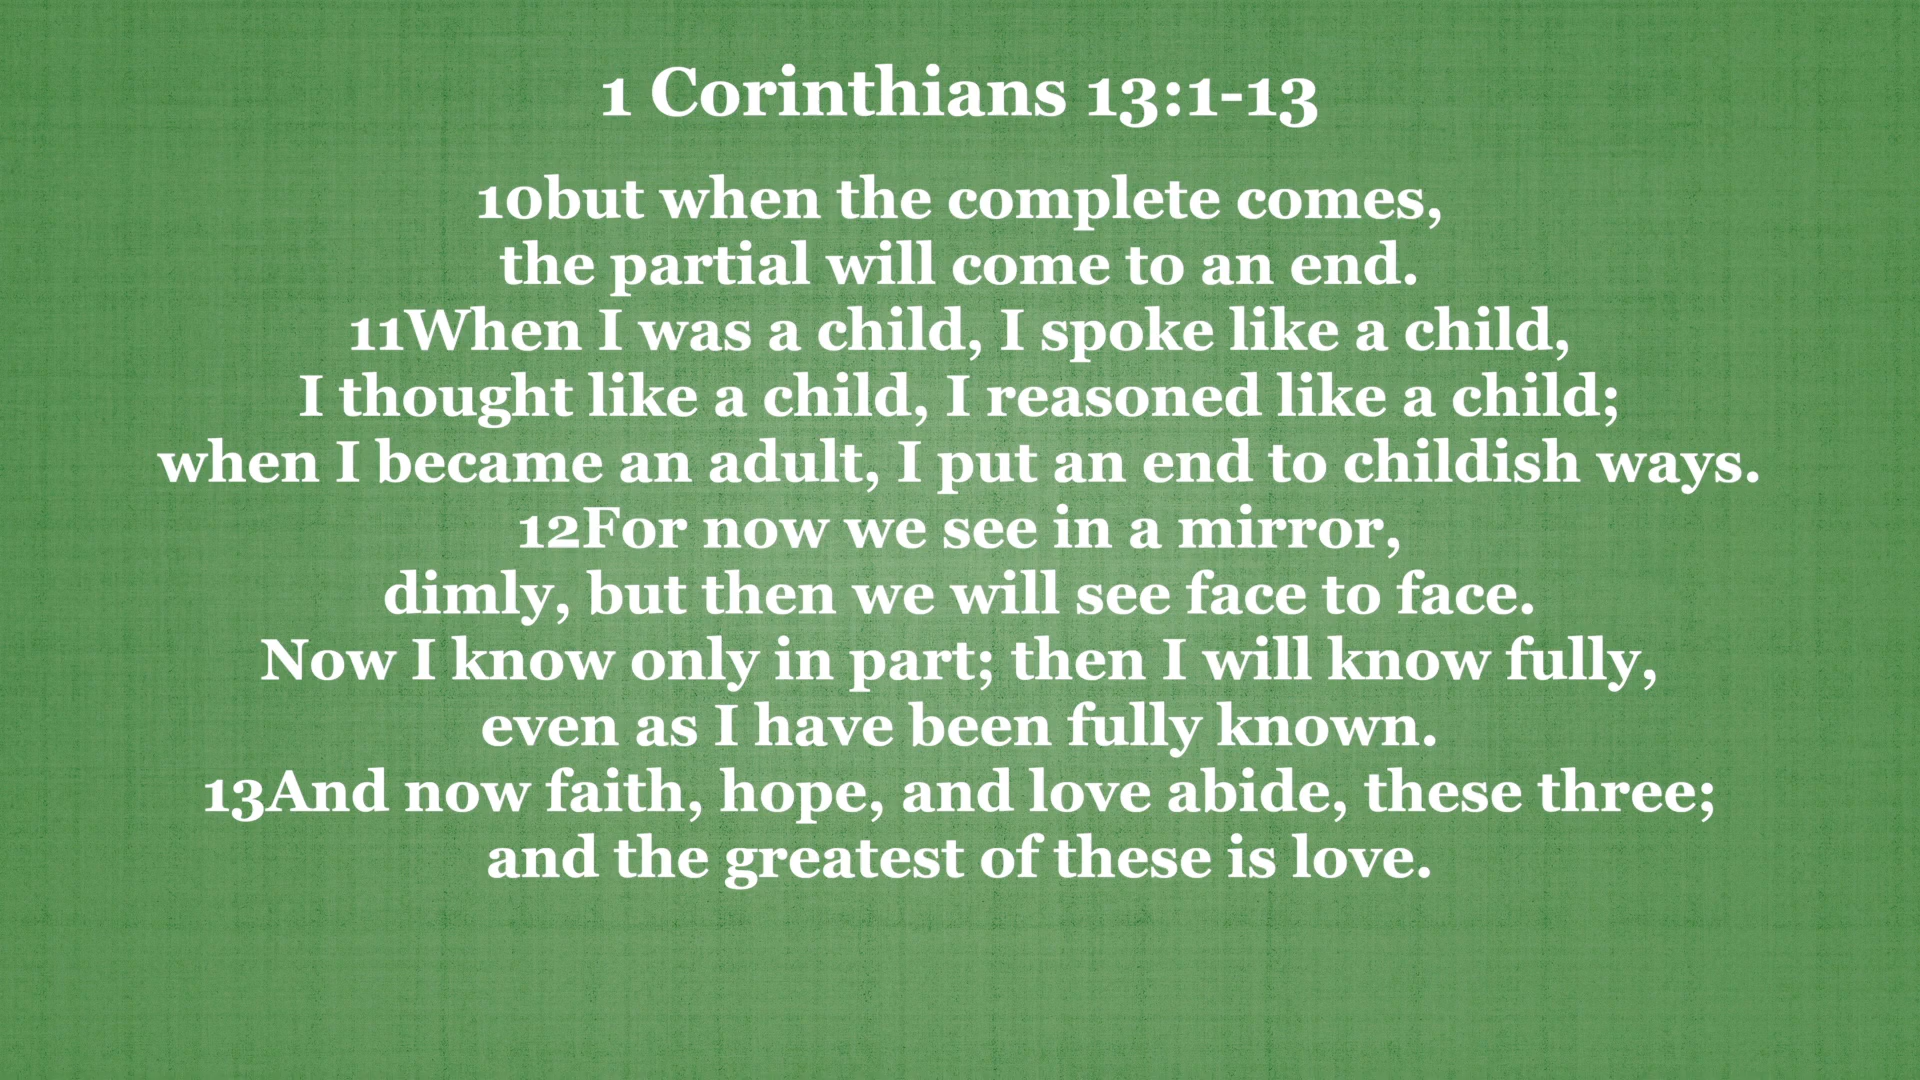 1 Corinthians 13:1-13
10but when the complete comes,
the partial will come to an end.
11When I was a child, I spoke like a child,
I thought like a child, I reasoned like a child;
when I became an adult, I put an end to childish ways.
12For now we see in a mirror,
dimly, but then we will see face to face.
Now I know only in part; then I will know fully,
even as I have been fully known.
13And now faith, hope, and love abide, these three;
and the greatest of these is love.